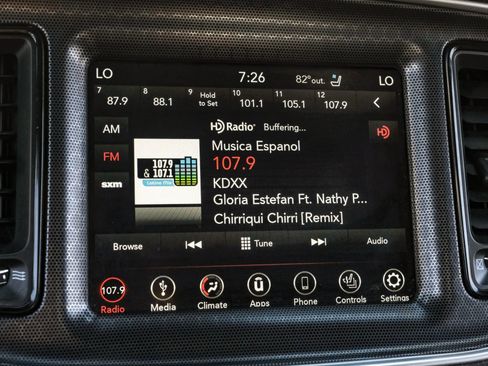 LO 7:26 82° out. LO
7 87.9 8 88.1 9 Hold to Set 10 101.1 11 105.1 12 107.9
AM
FM
sxm
HD Radio Buffering...
HD
Musica Espanol
107.9
KDXX
Gloria Estefan Ft. Nathy P...
Chirriqui Chirri [Remix]
107.9
& 107.1
Latino Mix
Browse Tune Audio
107.9
Radio Media Climate Apps Phone Controls Settings